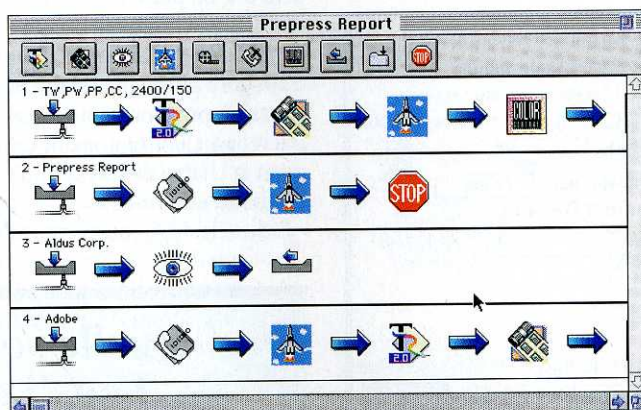 Prepress Report
STOP
1 - TW,PW,PP,CC, 2400/150
2.0
COLOR
2 - Prepress Report
STOP
3 - Aldus Corp.
4 - Adobe
2.0